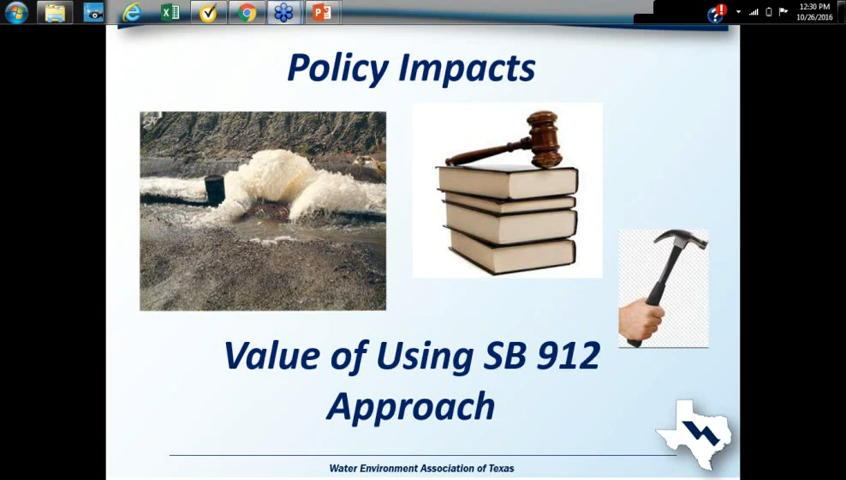 12:30 PM
10/26/2016
Policy Impacts
Value of Using SB 912
Approach
Water Environment Association of Texas